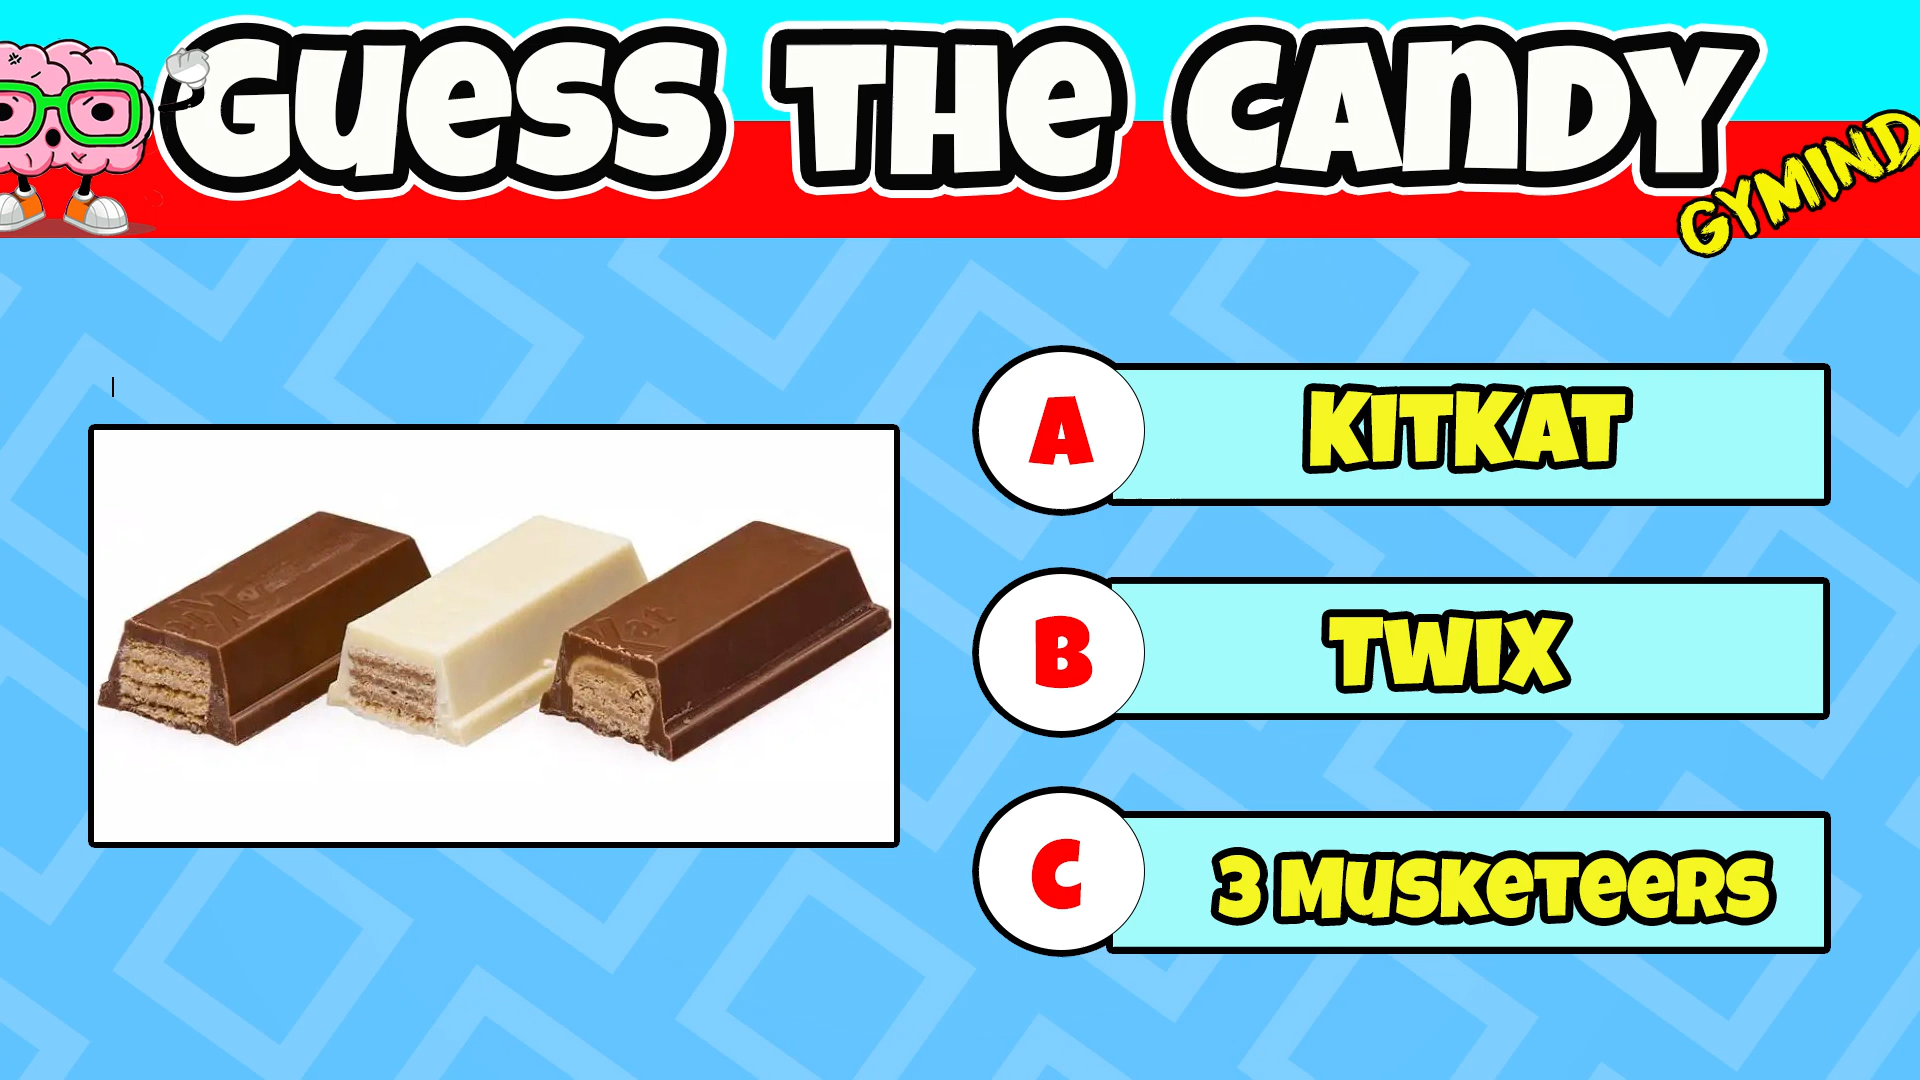 GUESS THE CANDY
GYMIND
A
KITKAT
B
TWIX
C
3 MUSKETEERS